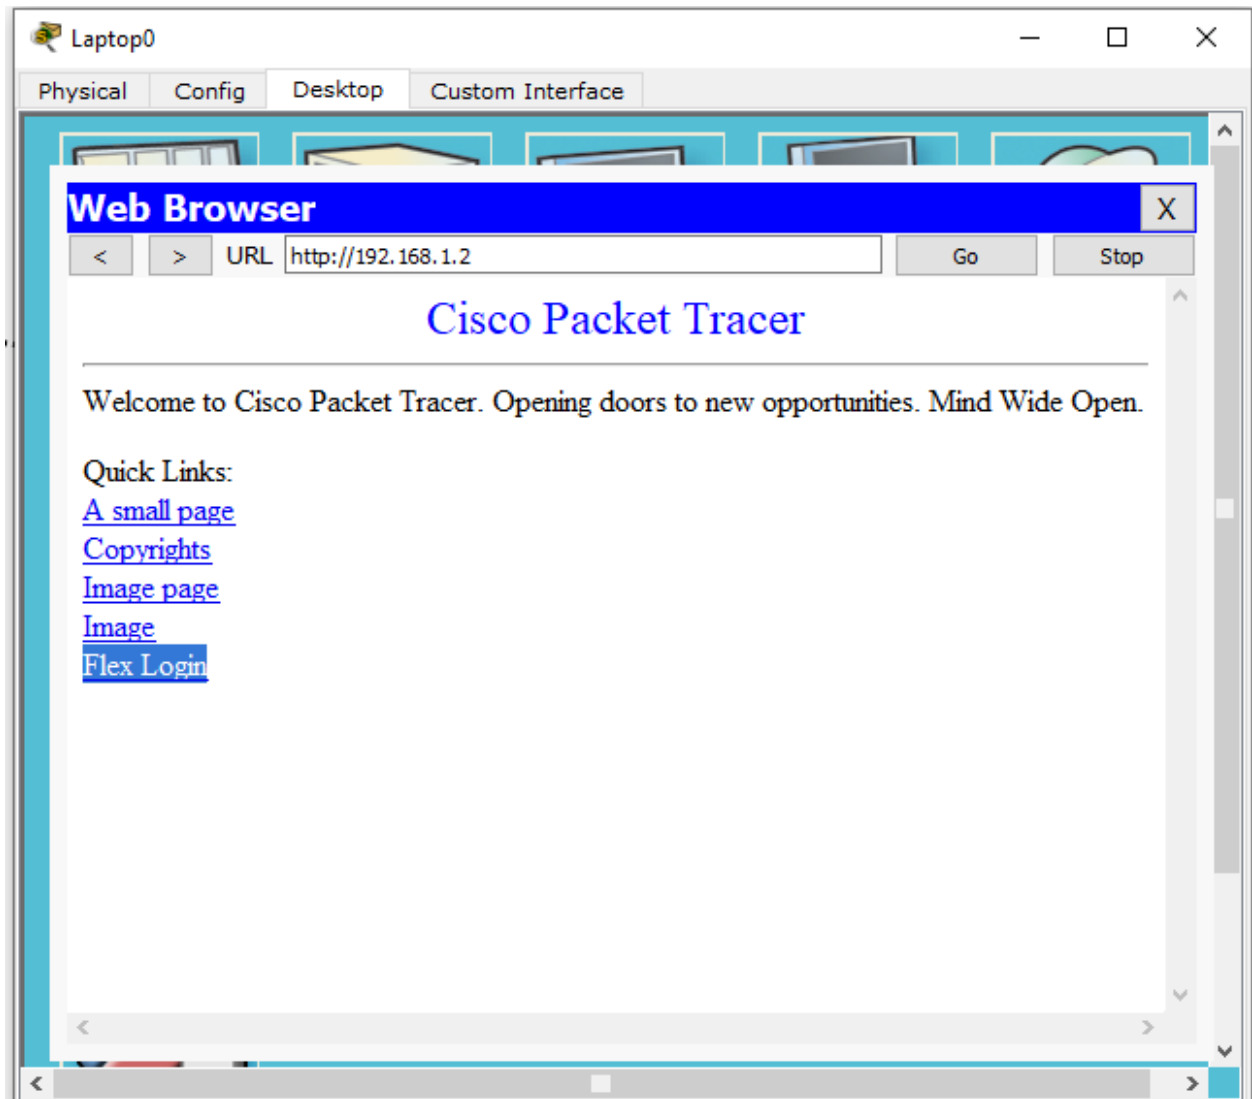 Laptop0
Physical Config Desktop Custom Interface
Web Browser X
< > URL http://192.168.1.2 Go Stop
Cisco Packet Tracer
Welcome to Cisco Packet Tracer. Opening doors to new opportunities. Mind Wide Open.
Quick Links:
A small page
Copyrights
Image page
Image
Flex Login